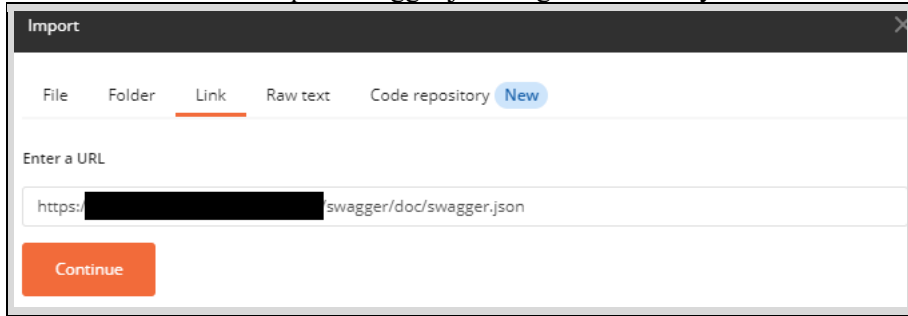 Import
File Folder Link Raw text Code repository New
Enter a URL
https:/ /swagger/doc/swagger.json
Continue